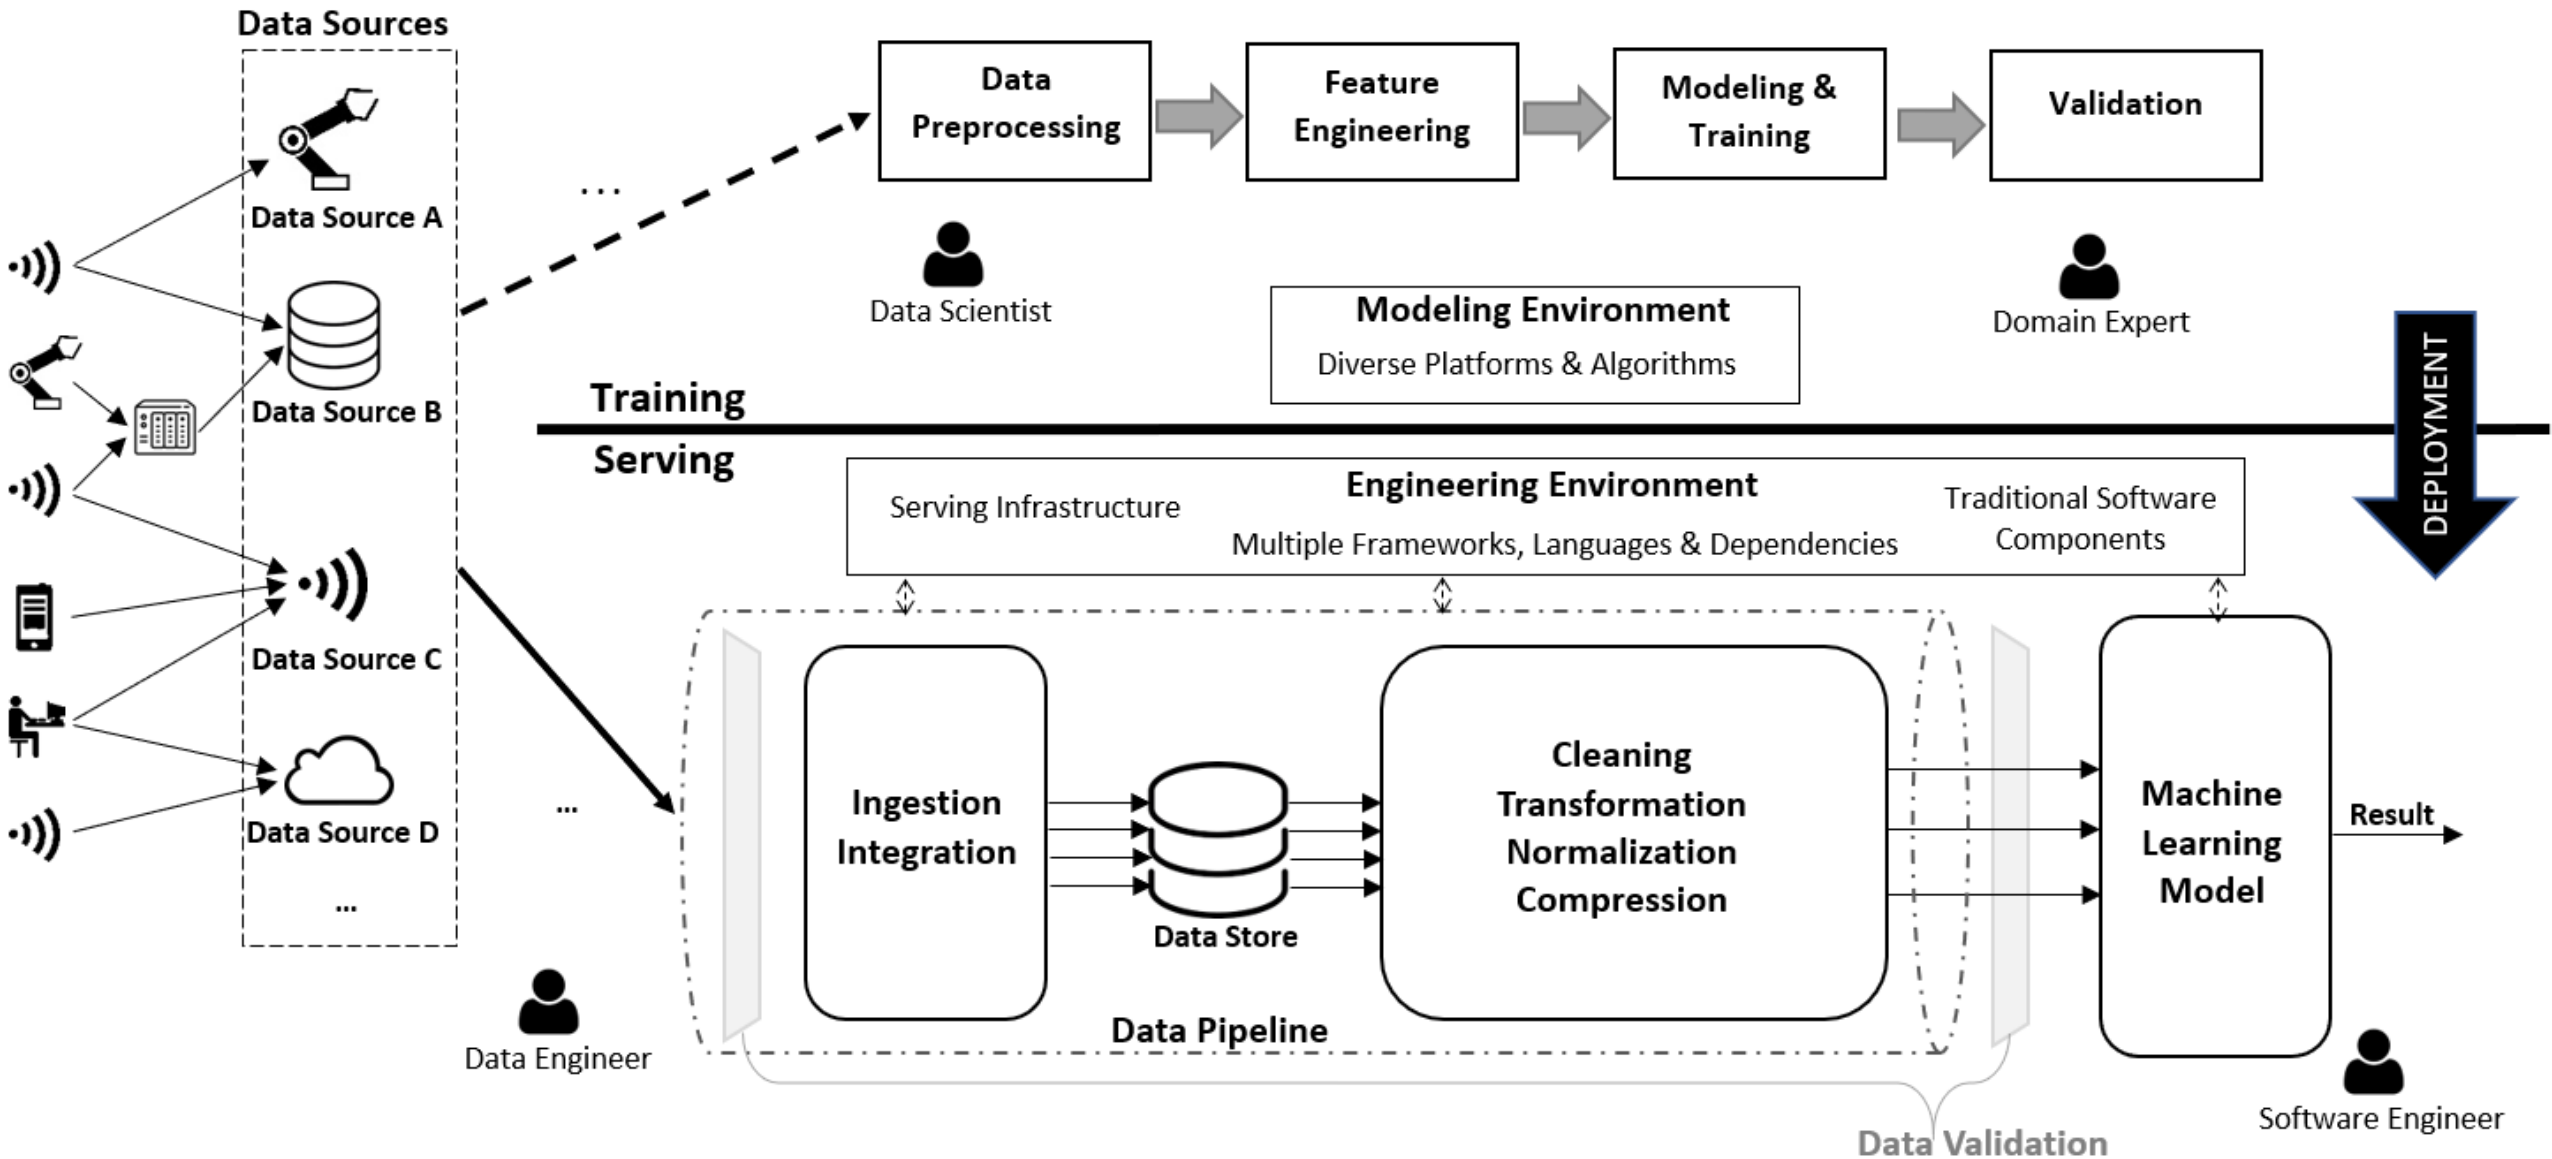 Data Sources
Data Source A
Data Source B
Data Source C
Data Source D
...
...
Data
Preprocessing
Feature
Engineering
Modeling &
Training
Validation
Data Scientist
Domain Expert
Modeling Environment
Diverse Platforms & Algorithms
Training
Serving
DEPLOYMENT
Engineering Environment
Serving Infrastructure
Multiple Frameworks, Languages & Dependencies
Traditional Software
Components
...
Ingestion
Integration
Data Store
Cleaning
Transformation
Normalization
Compression
Machine
Learning
Model
Result
Data Pipeline
Data Engineer
Software Engineer
Data Validation